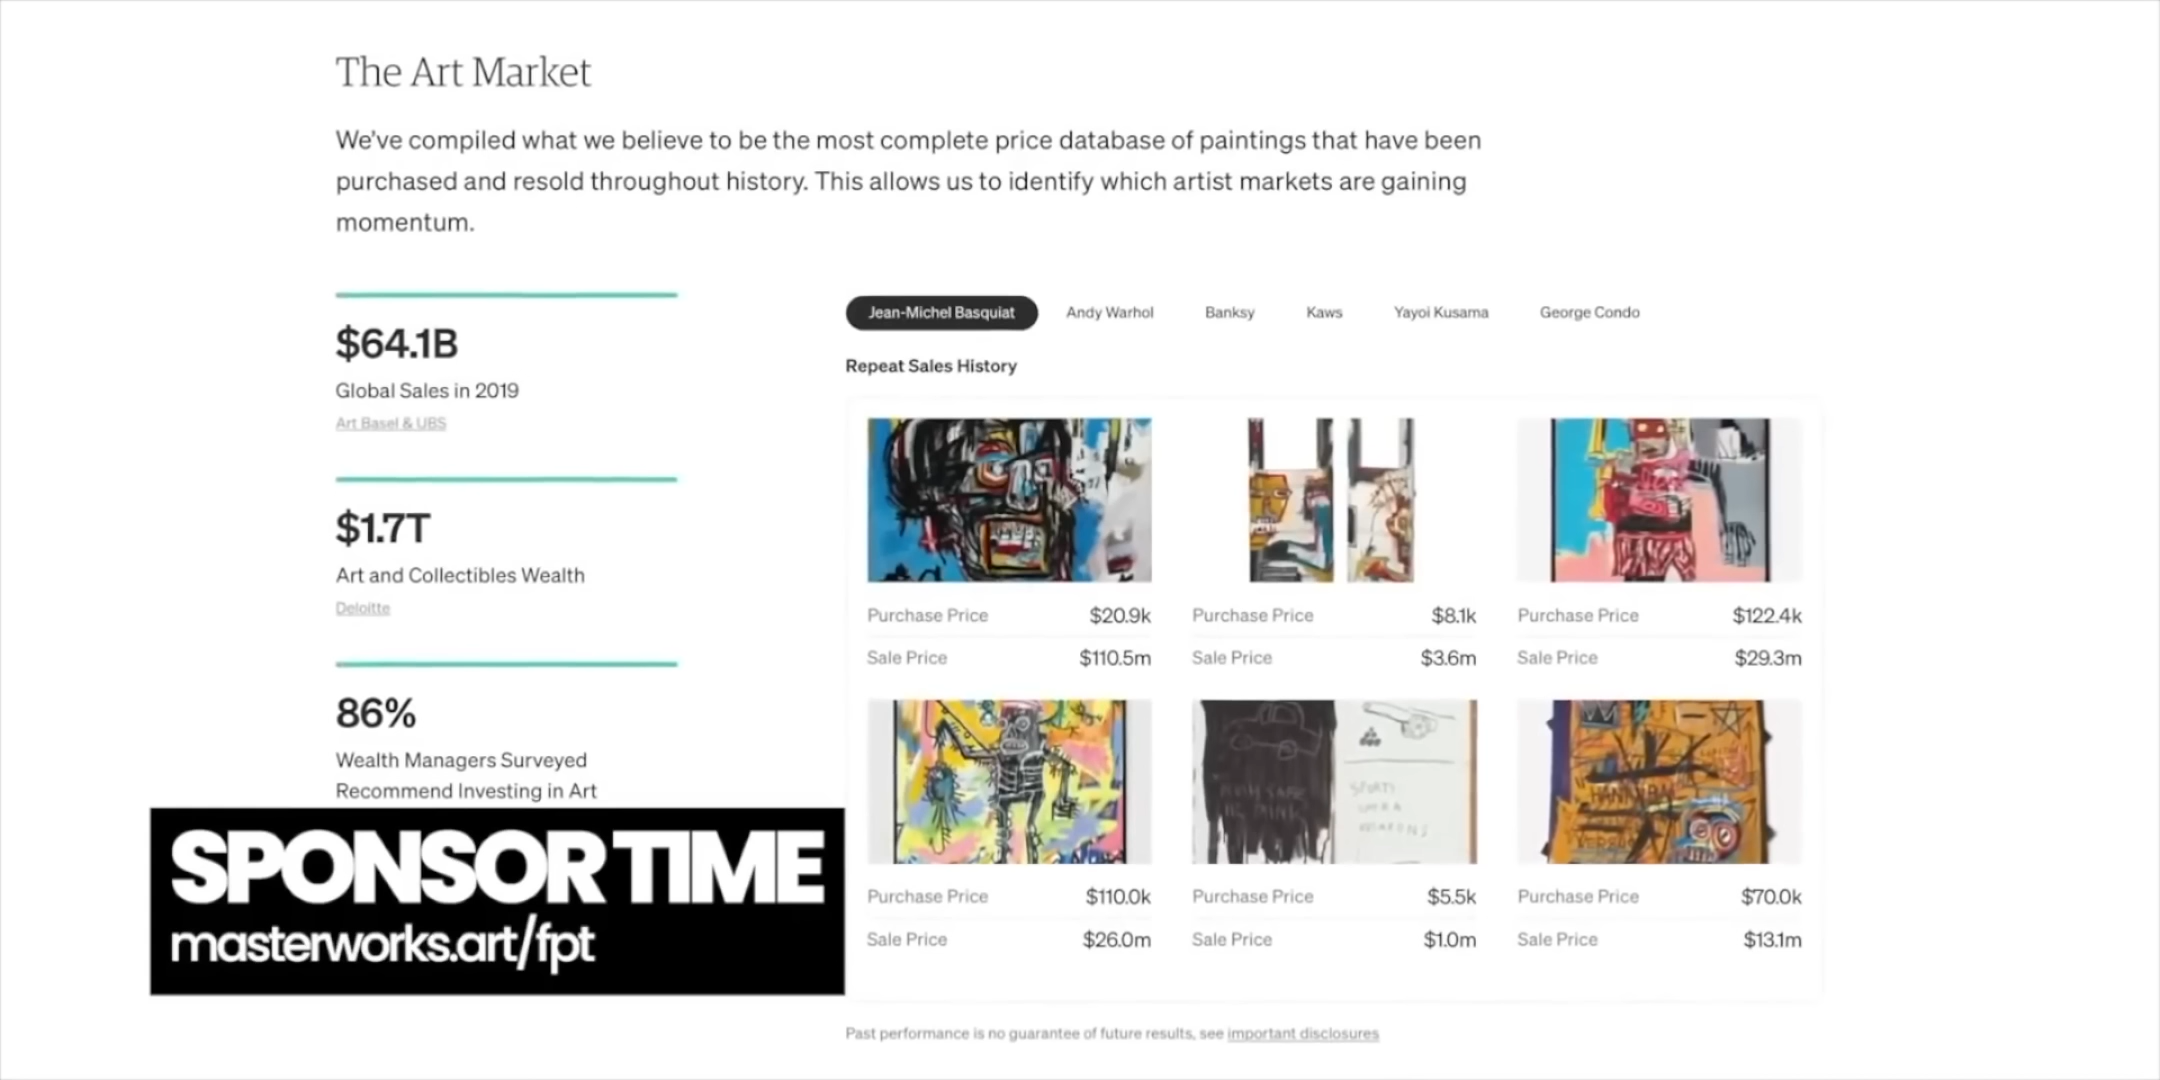 The Art Market
We've compiled what we believe to be the most complete price database of paintings that have been
purchased and resold throughout history. This allows us to identify which artist markets are gaining
momentum.
$64.1B
Global Sales in 2019
Art Basel & UBS
$1.7T
Art and Collectibles Wealth
Deloitte
86%
Wealth Managers Surveyed
Recommend Investing in Art
SPONSOR TIME
masterworks.art/fpt
Jean-Michel Basquiat Andy Warhol Banksy Kaws Yayoi Kusama George Condo
Repeat Sales History
Purchase Price $20.9k Purchase Price $8.1k Purchase Price $122.4k
Sale Price $110.5m Sale Price $3.6m Sale Price $29.3m
Purchase Price $110.0k Purchase Price $5.5k Purchase Price $70.0k
Sale Price $26.0m Sale Price $1.0m Sale Price $13.1m
Past performance is no guarantee of future results, see important disclosures